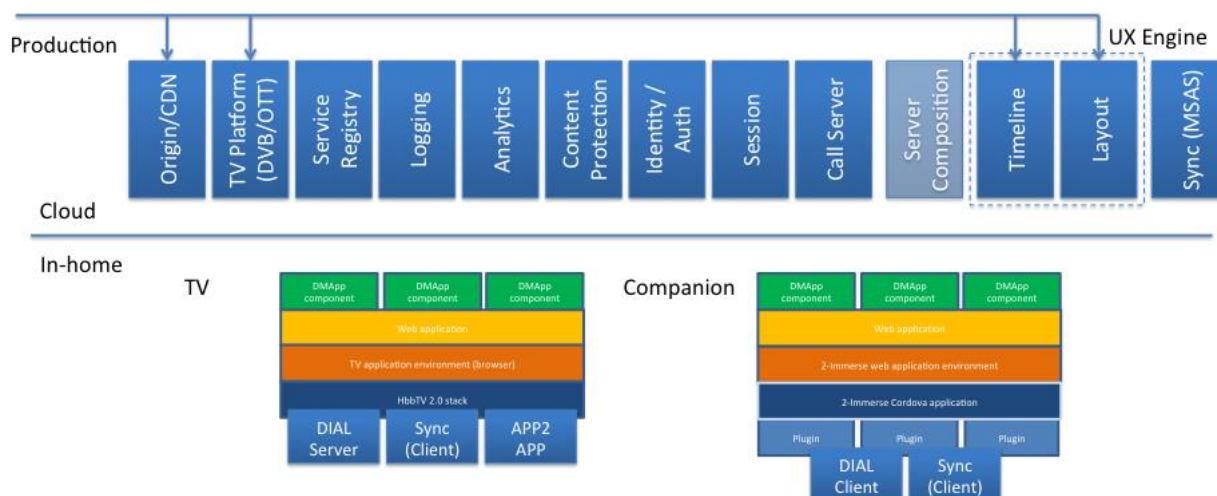 Production
UX Engine
Origin/CDN
TV Platform
(DVB/OTT)
Service
Registry
Logging
Analytics
Content
Protection
Identity /
Auth
Session
Call Server
Server
Composition
Timeline
Layout
Sync (MSAS)
Cloud
In-home
TV
DMApp
component
DMApp
component
DMApp
component
Web application
TV application environment (browser)
HbbTV 2.0 stack
DIAL
Server
Sync
(Client)
APP2
APP
Companion
DMApp
component
DMApp
component
DMApp
component
Web application
2-Immerse web application environment
2-Immerse Cordova application
Plugin
Plugin
Plugin
DIAL
Client
Sync
(Client)